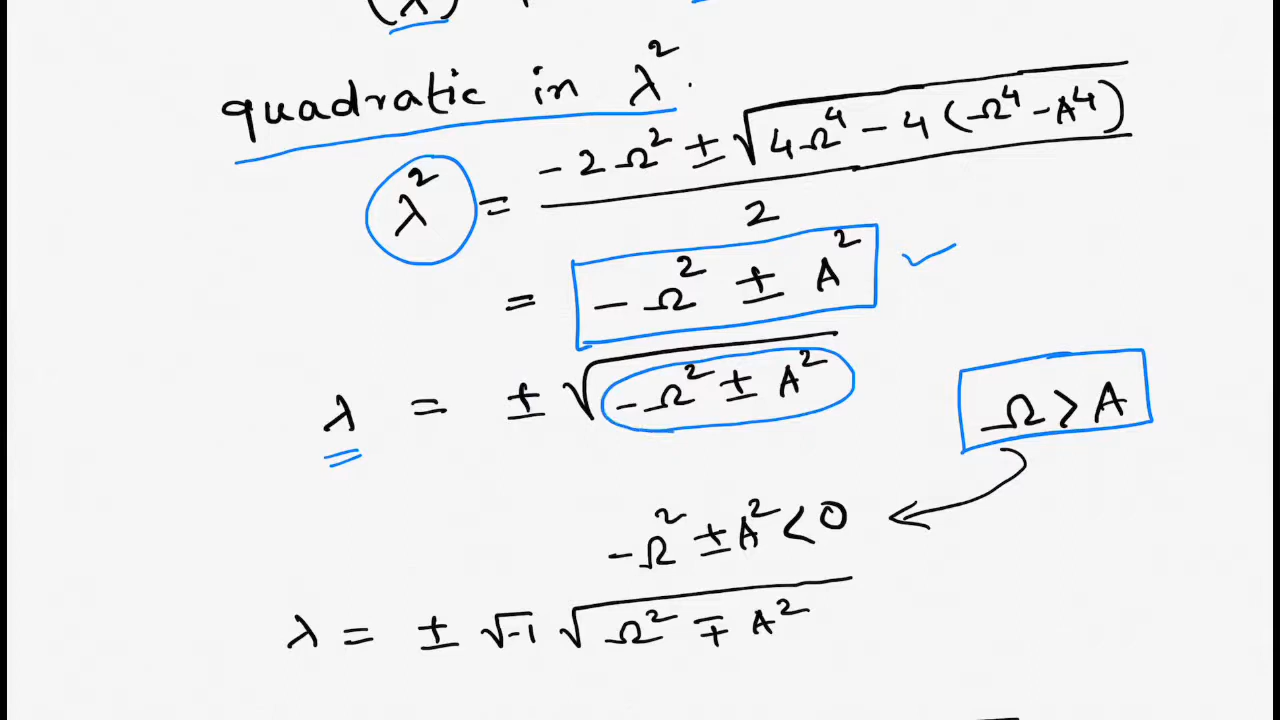 (λ)
quadratic in λ².
λ² = (-2Ω² ± √(4Ω⁴ - 4(Ω⁴ - A⁴))) / 2
= -Ω² ± A² ✓
λ = ± √(-Ω² ± A²)
Ω > A
-Ω² ± A² < 0
λ = ± √-1 √(Ω² ∓ A²)